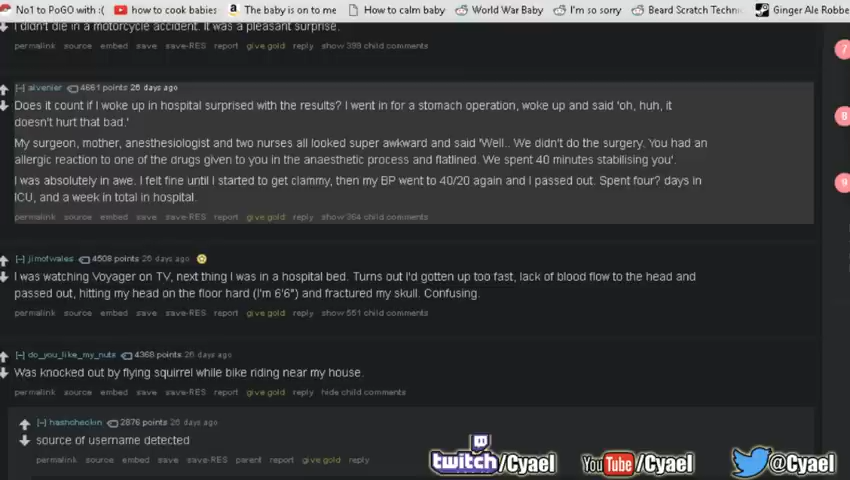 No1 to PoGO with :( how to cook babies The baby is on to me How to calm baby World War Baby I'm so sorry Beard Scratch Techni Ginger Ale Robbe
I didn't die in a motorcycle accident. It was a pleasant surprise.
permalink source embed save save-RES report give gold reply show 399 child comments
7
[-] alvenier 4661 points 26 days ago
Does it count if I woke up in hospital surprised with the results? I went in for a stomach operation, woke up and said 'oh, huh, it
doesn't hurt that bad.'
8
My surgeon, mother, anesthesiologist and two nurses all looked super awkward and said 'Well.. We didn't do the surgery. You had an
allergic reaction to one of the drugs given to you in the anaesthetic process and flatlined. We spent 40 minutes stabilising you'.
I was absolutely in awe. I felt fine until I started to get clammy, then my BP went to 40/20 again and I passed out. Spent four? days in
9
ICU, and a week in total in hospital.
permalink source embed save save-RES report give gold reply show 364 child comments
[-] jimofwales 4508 points 26 days ago
I was watching Voyager on TV, next thing I was in a hospital bed. Turns out I'd gotten up too fast, lack of blood flow to the head and
passed out, hitting my head on the floor hard (I'm 6'6") and fractured my skull. Confusing.
permalink source embed save save-RES report give gold reply show 551 child comments
[-] do_you_like_my_nuts 4368 points 26 days ago
Was knocked out by flying squirrel while bike riding near my house.
permalink source embed save save-RES report give gold reply hide child comments
[-] hashcheckin 2876 points 26 days ago
source of username detected
permalink source embed save save-RES parent report give gold reply
twitch/Cyael YouTube/Cyael @Cyael